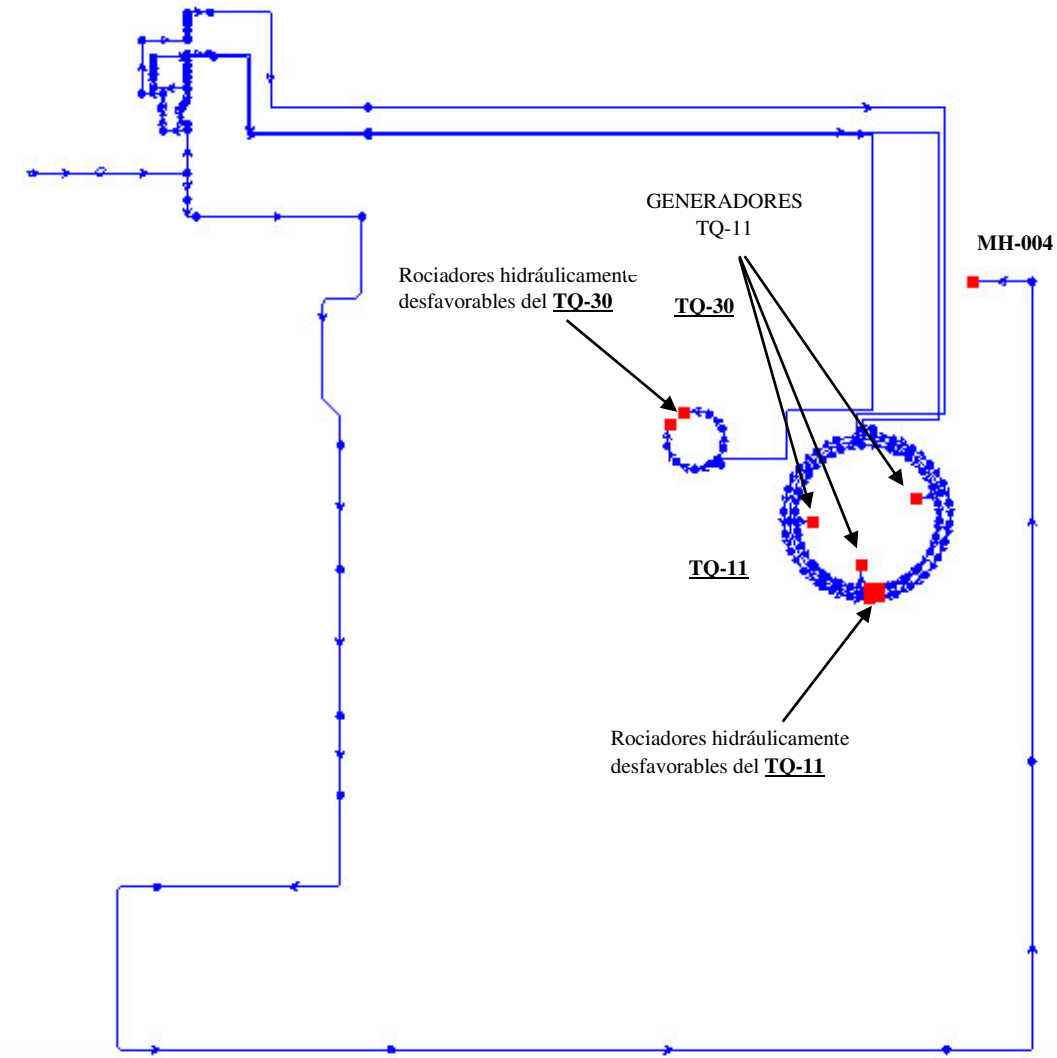 GENERADORES
TQ-11
MH-004
Rociadores hidráulicamente
desfavorables del TQ-30
TQ-30
TQ-11
Rociadores hidráulicamente
desfavorables del TQ-11